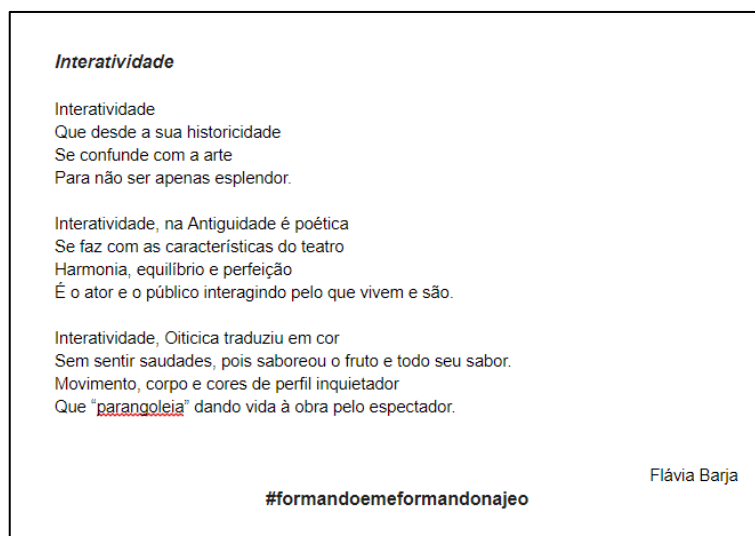 Interatividade
Interatividade
Que desde a sua historicidade
Se confunde com a arte
Para não ser apenas esplendor.
Interatividade, na Antiguidade é poética
Se faz com as características do teatro
Harmonia, equilíbrio e perfeição
É o ator e o público interagindo pelo que vivem e são.
Interatividade, Oiticica traduziu em cor
Sem sentir saudades, pois saboreou o fruto e todo seu sabor.
Movimento, corpo e cores de perfil inquietador
Que “parangoleia” dando vida à obra pelo espectador.
Flávia Barja
#formandoemeformandonajeo